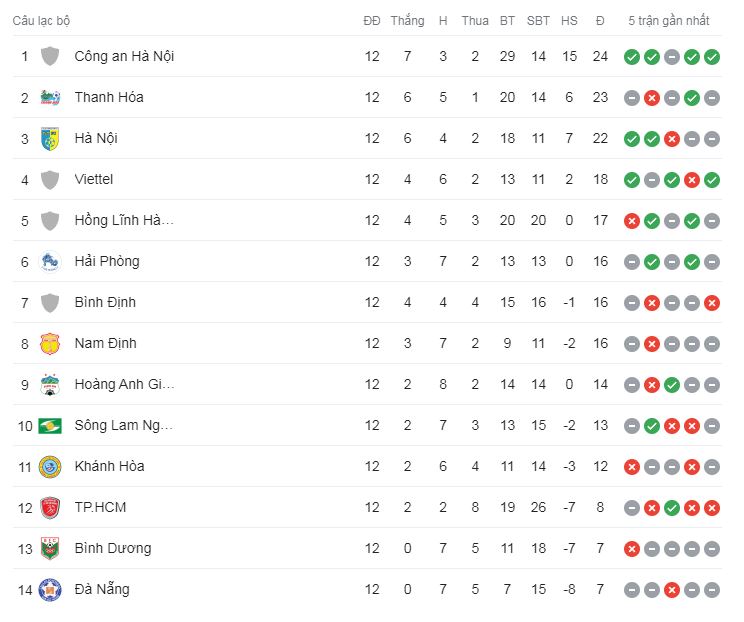 Câu lạc bộ ĐĐ Thắng H Thua BT SBT HS Đ 5 trận gần nhất
1 Công an Hà Nội 12 7 3 2 29 14 15 24
2 Thanh Hóa 12 6 5 1 20 14 6 23
3 Hà Nội 12 6 4 2 18 11 7 22
4 Viettel 12 4 6 2 13 11 2 18
5 Hồng Lĩnh Hà... 12 4 5 3 20 20 0 17
6 Hải Phòng 12 3 7 2 13 13 0 16
7 Bình Định 12 4 4 4 15 16 -1 16
8 Nam Định 12 3 7 2 9 11 -2 16
9 Hoàng Anh Gi... 12 2 8 2 14 14 0 14
10 Sông Lam Ng... 12 2 7 3 13 15 -2 13
11 Khánh Hòa 12 2 6 4 11 14 -3 12
12 TP.HCM 12 2 2 8 19 26 -7 8
13 Bình Dương 12 0 7 5 11 18 -7 7
14 Đà Nẵng 12 0 7 5 7 15 -8 7